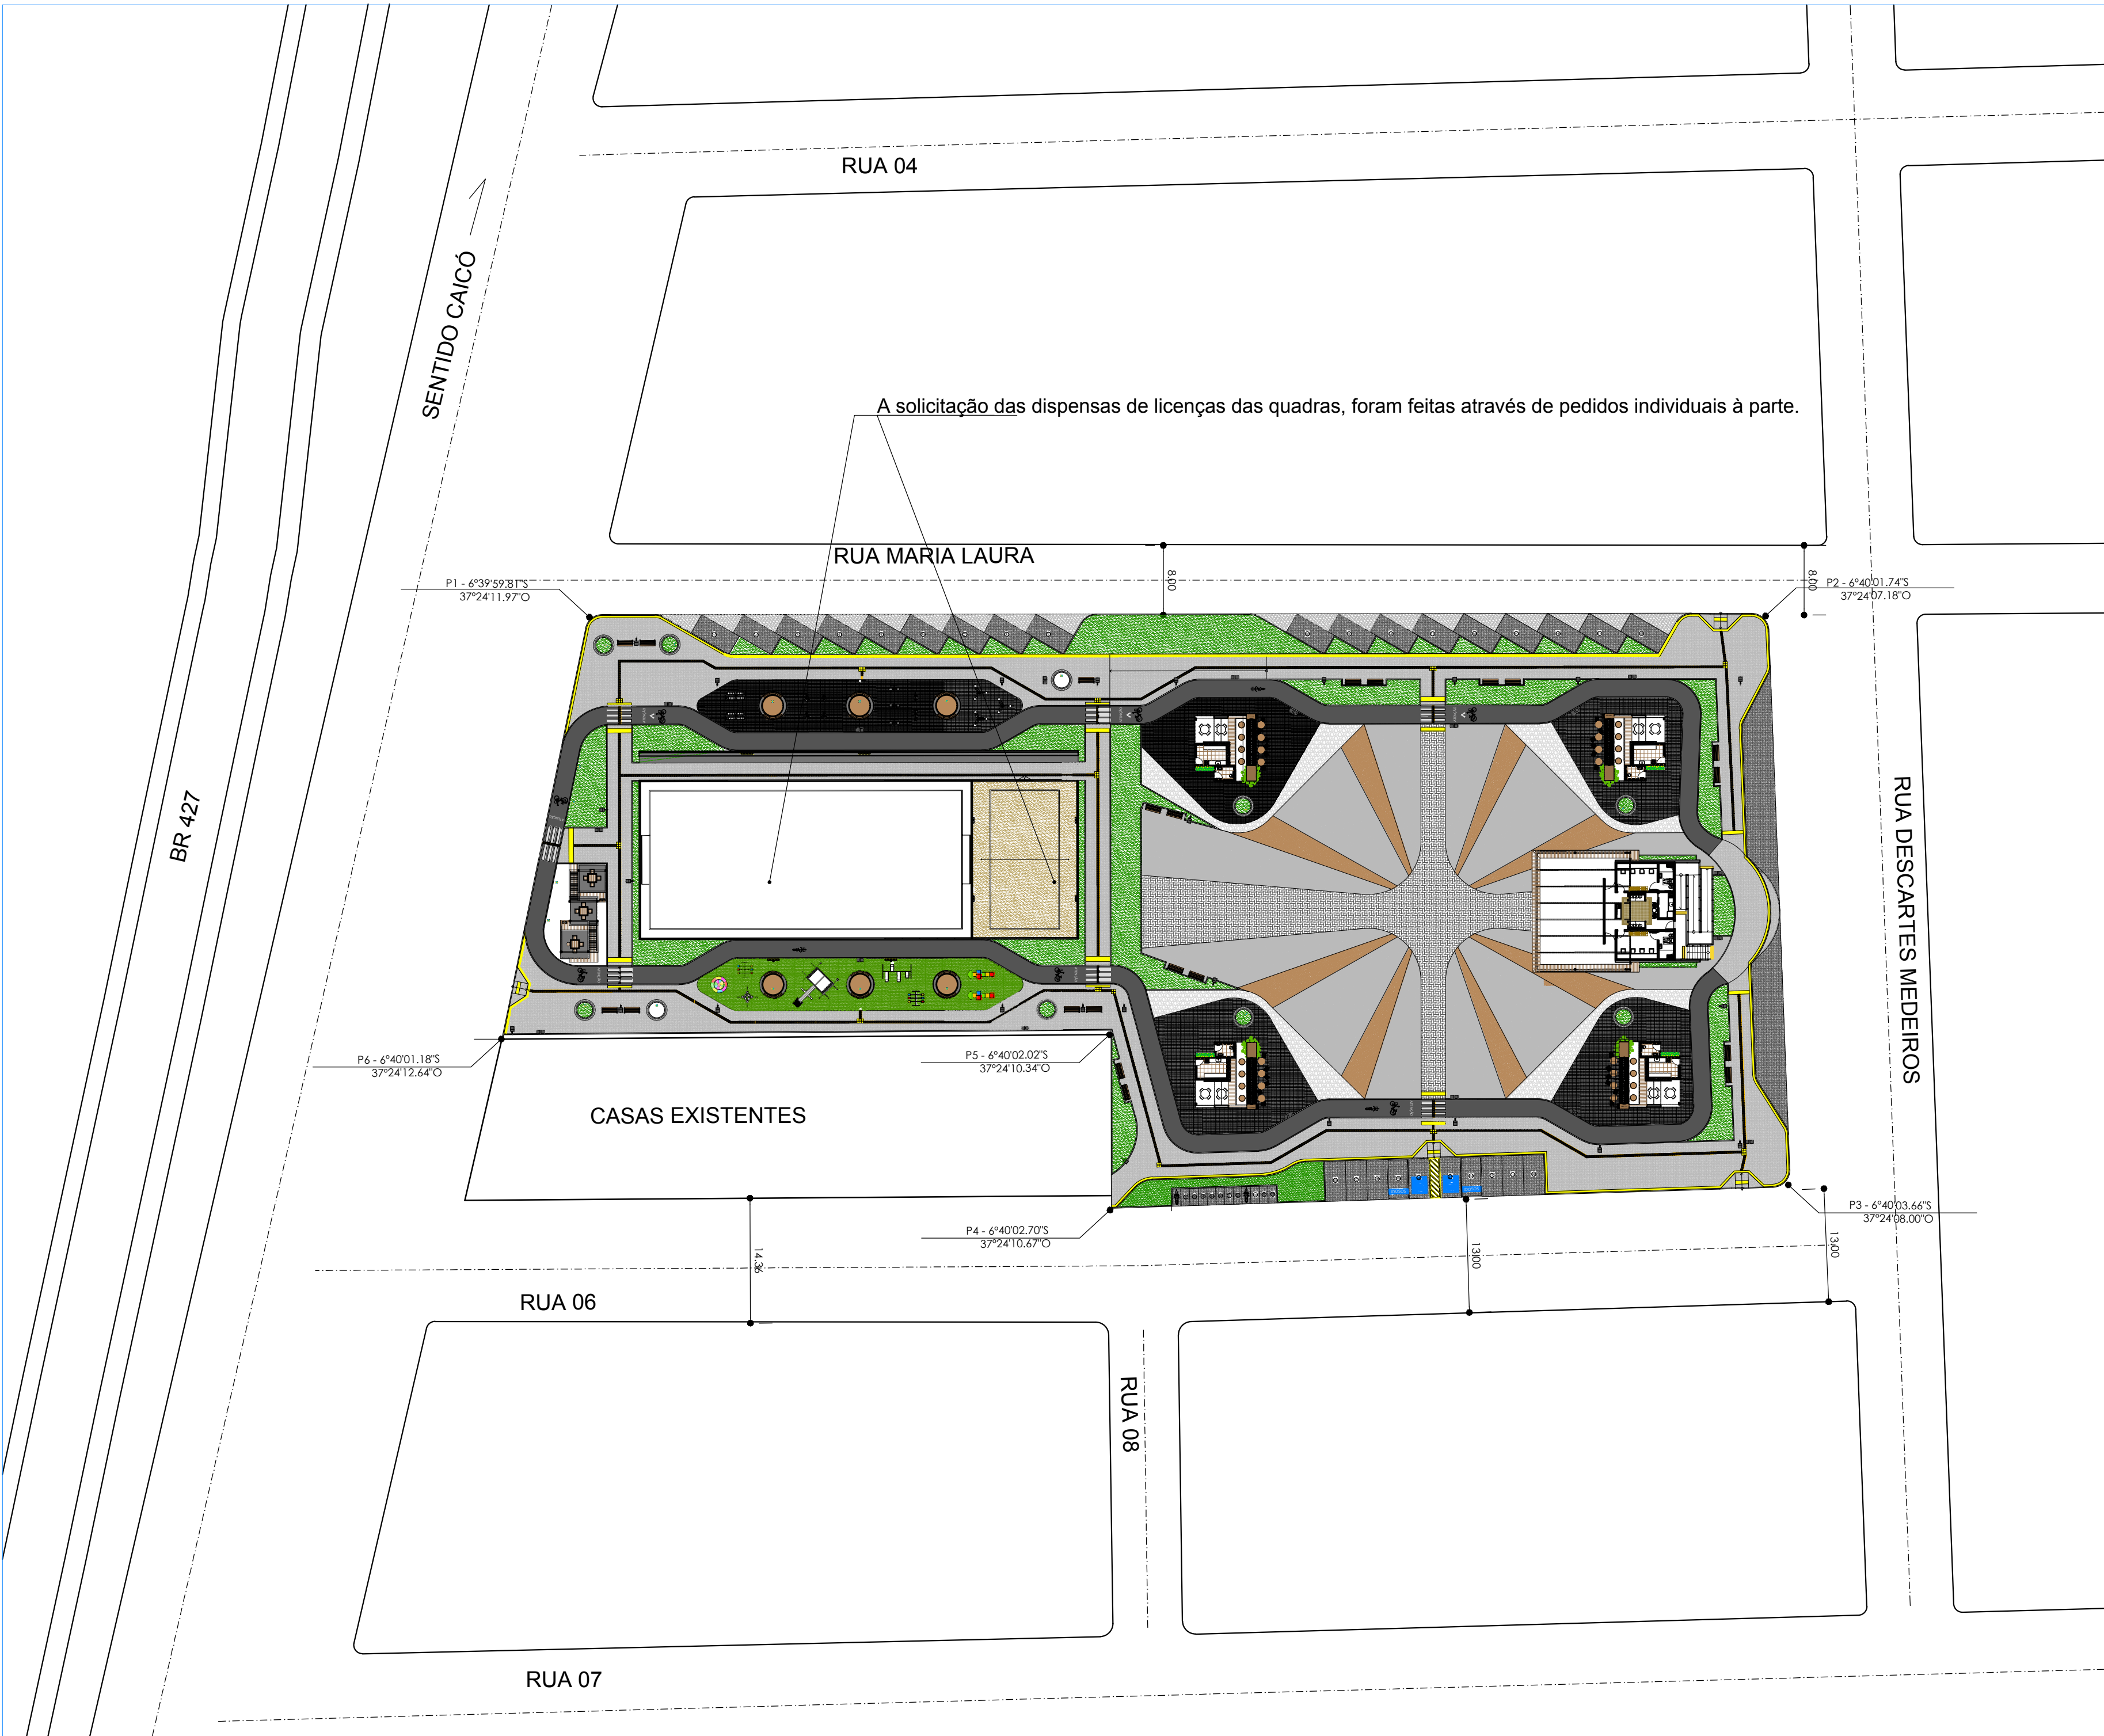 RUA 04
SENTIDO CAICÓ
A solicitação das dispensas de licenças das quadras, foram feitas através de pedidos individuais à parte.
RUA MARIA LAURA
8.00
8.00
P1 - 6°39'59.81"S
37°24'11.97"O
P2 - 6°40'01.74"S
37°24'07.18"O
BR 427
RUA DESCARTES MEDEIROS
P6 - 6°40'01.18"S
37°24'12.64"O
P5 - 6°40'02.02"S
37°24'10.34"O
CASAS EXISTENTES
P4 - 6°40'02.70"S
37°24'10.67"O
P3 - 6°40'03.66"S
37°24'08.00"O
14.36
13.00
13.00
RUA 06
RUA 08
RUA 07